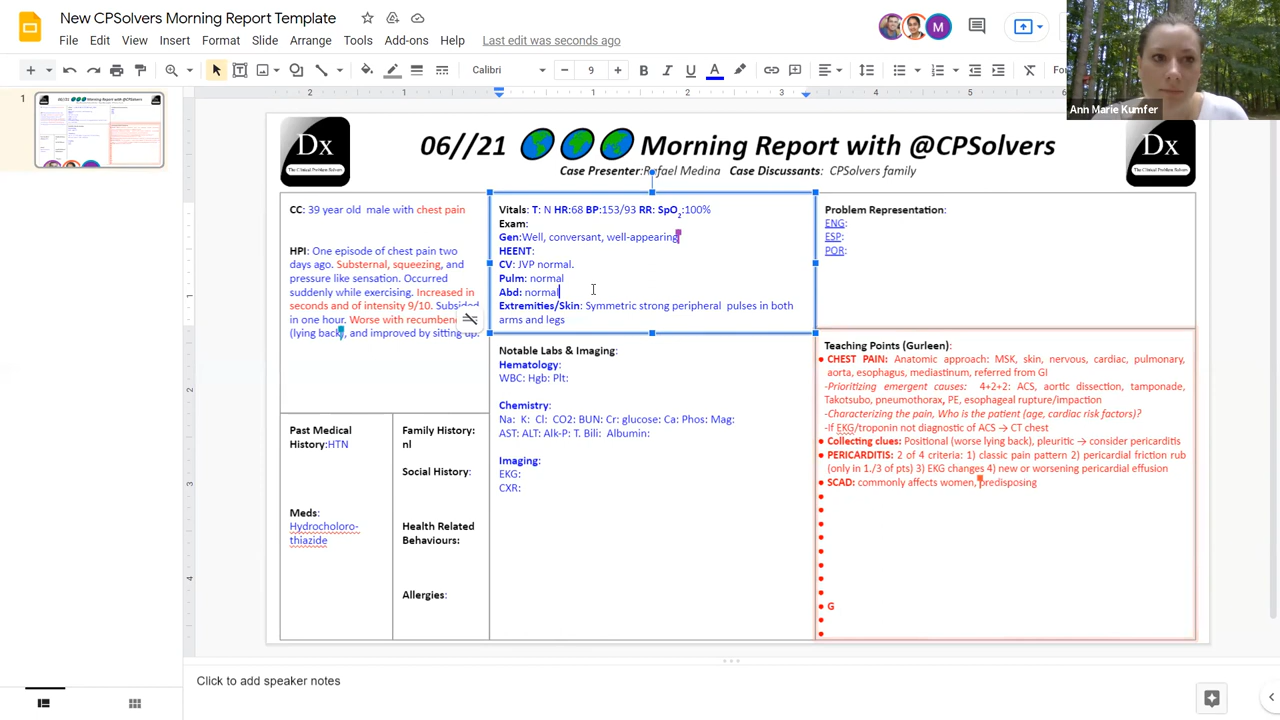 New CPSolvers Morning Report Template
File Edit View Insert Format Slide Arrange Tools Add-ons Help Last edit was seconds ago
Calibri 9
Ann Marie Kumfer
1
06//21 Morning Report with @CPSolvers
Case Presenter:Rafael Medina Case Discussants: CPSolvers family
Dx
The Clinical Problem Solvers
Dx
The Clinical Problem Solvers
CC: 39 year old male with chest pain
HPI: One episode of chest pain two
days ago. Substernal, squeezing, and
pressure like sensation. Occurred
suddenly while exercising. Increased in
seconds and of intensity 9/10. Subsided
in one hour. Worse with
(lying back), and improved by sitting up.
Past Medical
History:HTN
Meds:
Hydrocholoro-
thiazide
Family History:
nl
Social History:
Health Related
Behaviours:
Allergies:
Vitals: T: N HR:68 BP:153/93 RR: SpO2:100%
Exam:
Gen:Well, conversant, well-appearing
HEENT:
CV: JVP normal.
Pulm: normal
Abd: normal
Extremities/Skin: Symmetric strong peripheral pulses in both
arms and legs
Notable Labs & Imaging:
Hematology:
WBC: Hgb: Plt:
Chemistry:
Na: K: Cl: CO2: BUN: Cr: glucose: Ca: Phos: Mag:
AST: ALT: Alk-P: T. Bili: Albumin:
Imaging:
EKG:
CXR:
Problem Representation:
ENG:
ESP:
POR:
Teaching Points (Gurleen):
CHEST PAIN: Anatomic approach: MSK, skin, nervous, cardiac, pulmonary,
aorta, esophagus, mediastinum, referred from GI
-Prioritizing emergent causes: 4+2+2: ACS, aortic dissection, tamponade,
Takotsubo, pneumothorax, PE, esophageal rupture/impaction
-Characterizing the pain, Who is the patient (age, cardiac risk factors)?
-If EKG/troponin not diagnostic of ACS → CT chest
Collecting clues: Positional (worse lying back), pleuritic → consider pericarditis
PERICARDITIS: 2 of 4 criteria: 1) classic pain pattern 2) pericardial friction rub
(only in 1./3 of pts) 3) EKG changes 4) new or worsening pericardial effusion
SCAD: commonly affects women, predisposing
G
Click to add speaker notes